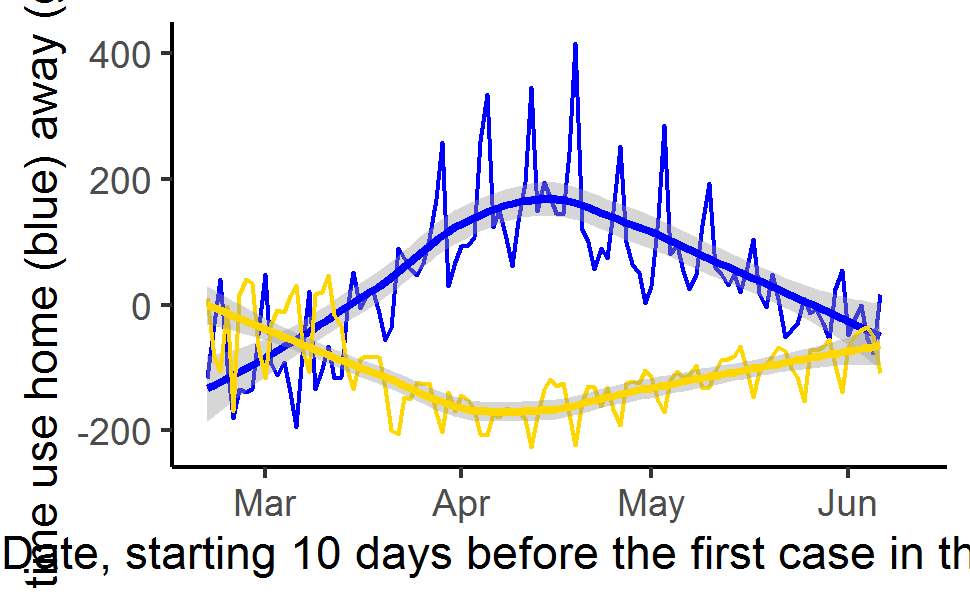 time use home (blue) away (
400
200
0
-200
Mar Apr May Jun
Date, starting 10 days before the first case in th